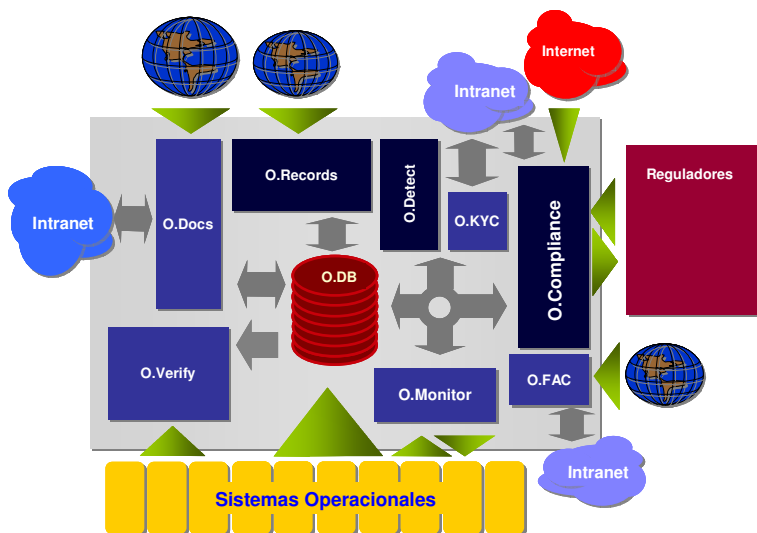 Internet
Intranet
O.Records
O.Detect
Reguladores
Intranet
O.Docs
O.KYC
O.Compliance
O.DB
O.Verify
O.Monitor
O.FAC
Intranet
Sistemas Operacionales